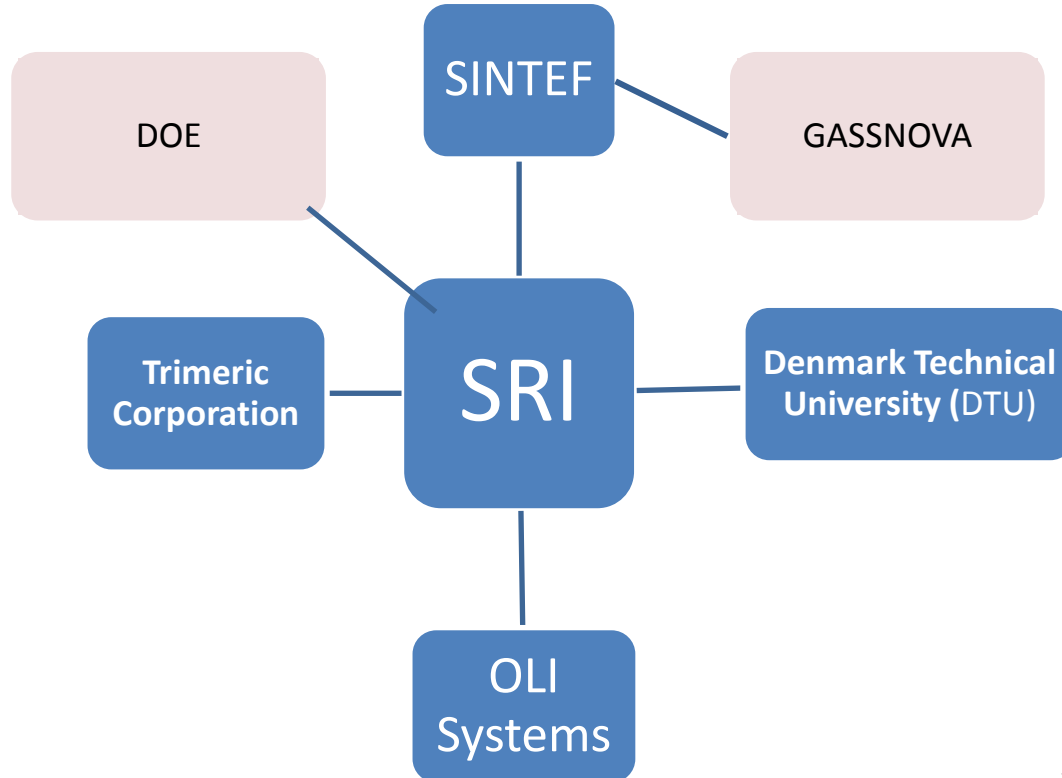 SINTEF
DOE
GASSNOVA
Trimeric
Corporation
SRI
Denmark Technical
University (DTU)
OLI
Systems